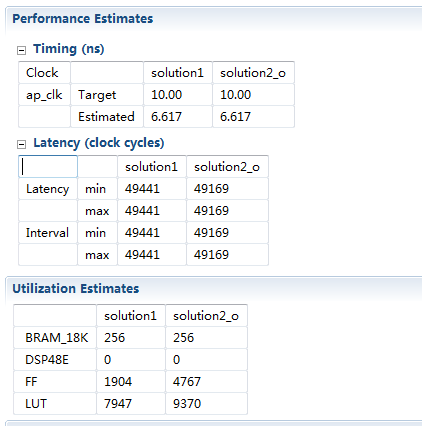 Performance Estimates
Timing (ns)
Clock solution1 solution2_o
ap_clk Target 10.00 10.00
Estimated 6.617 6.617
Latency (clock cycles)
solution1 solution2_o
Latency min 49441 49169
max 49441 49169
Interval min 49441 49169
max 49441 49169
Utilization Estimates
solution1 solution2_o
BRAM_18K 256 256
DSP48E 0 0
FF 1904 4767
LUT 7947 9370